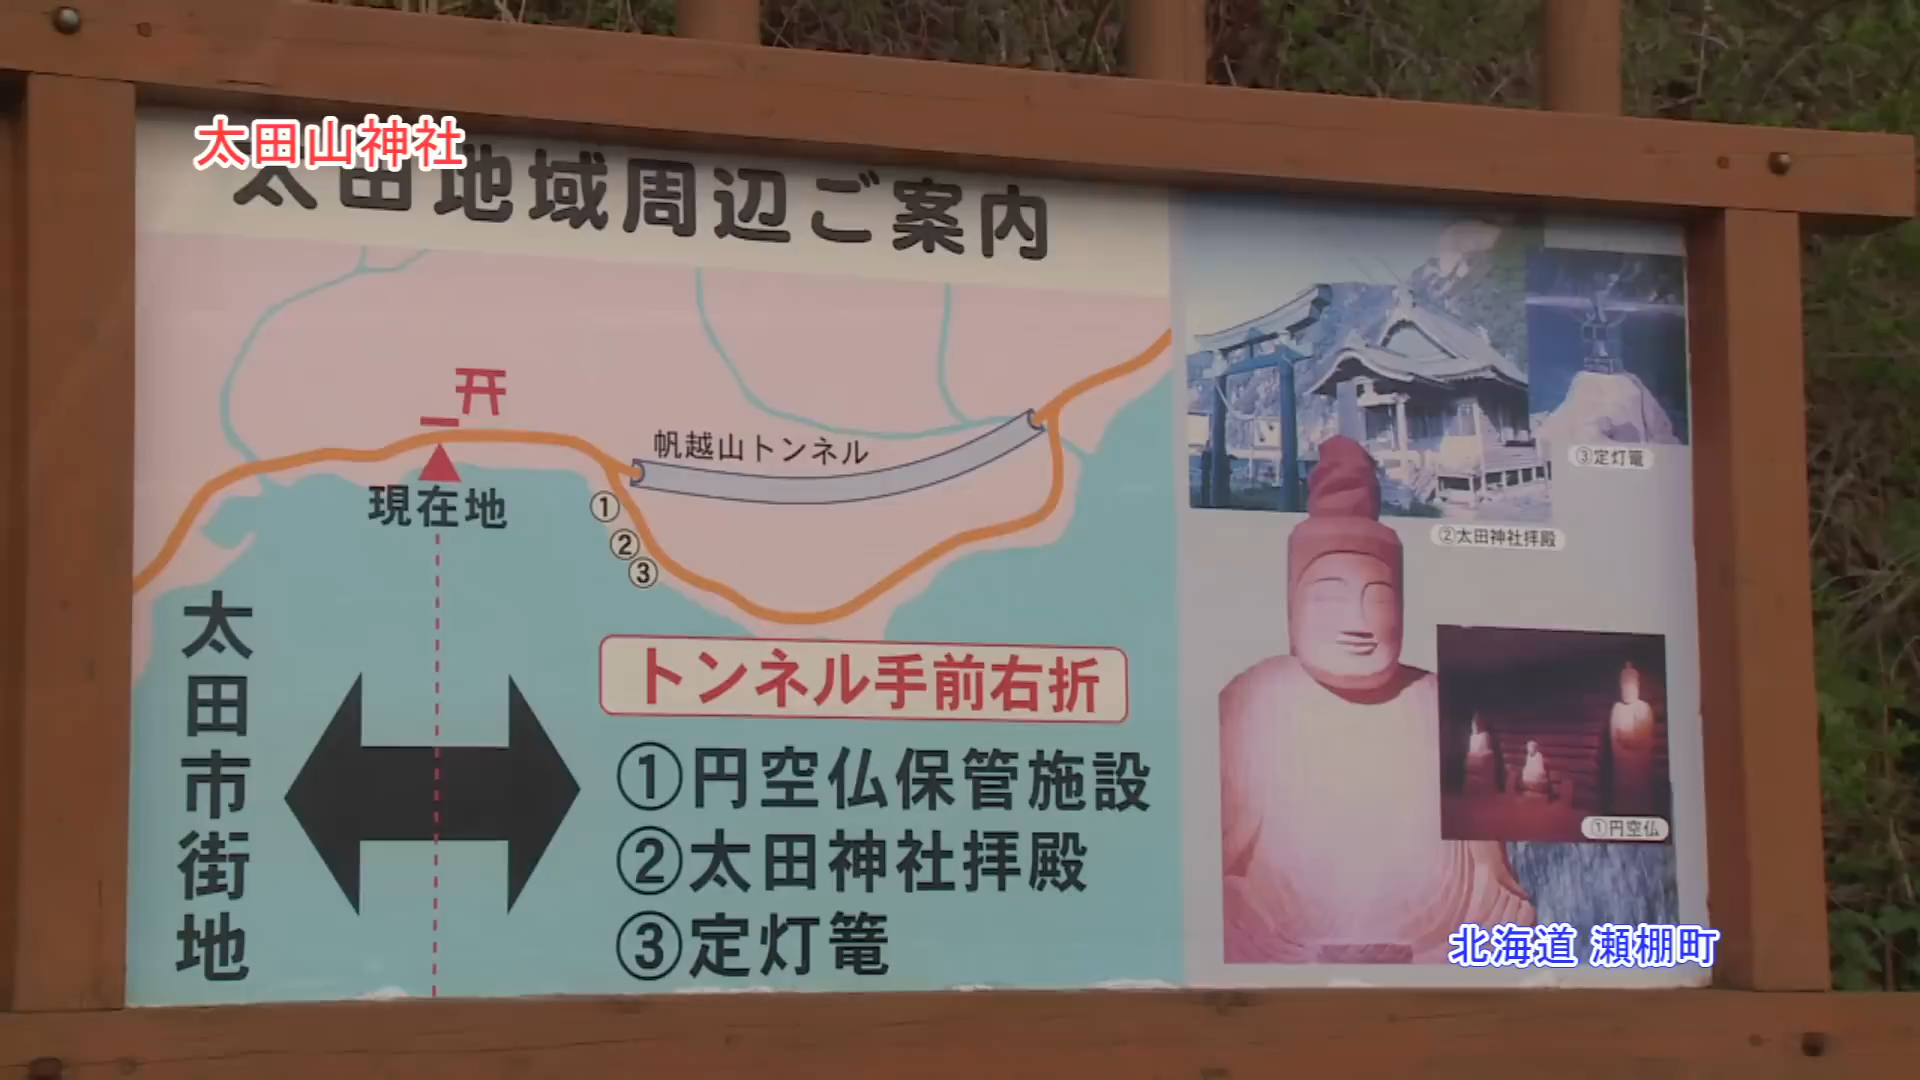 太田山神社
太田地域周辺ご案内
帆越山トンネル
現在地
①
②
③
太田市街地
トンネル手前右折
①円空仏保管施設
②太田神社拝殿
③定灯篭
③定灯篭
②太田神社拝殿
①円空仏
北海道 瀬棚町